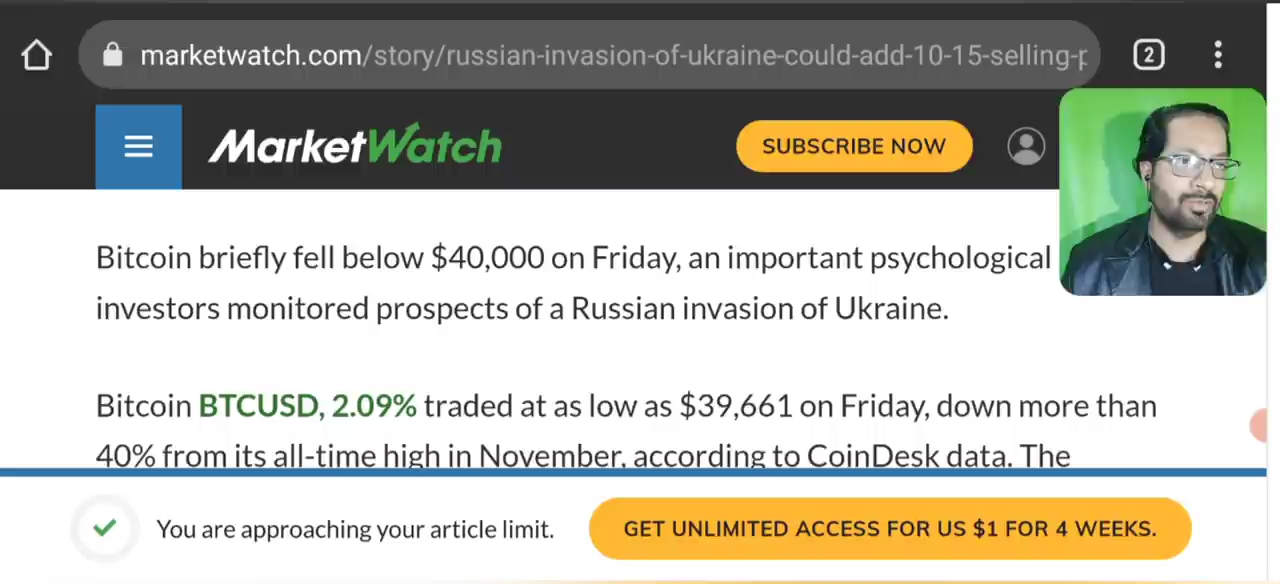 marketwatch.com/story/russian-invasion-of-ukraine-could-add-10-15-selling-
2
MarketWatch
SUBSCRIBE NOW
Bitcoin briefly fell below $40,000 on Friday, an important psychological
investors monitored prospects of a Russian invasion of Ukraine.
Bitcoin BTCUSD, 2.09% traded at as low as $39,661 on Friday, down more than
40% from its all-time high in November, according to CoinDesk data. The
You are approaching your article limit.
GET UNLIMITED ACCESS FOR US $1 FOR 4 WEEKS.